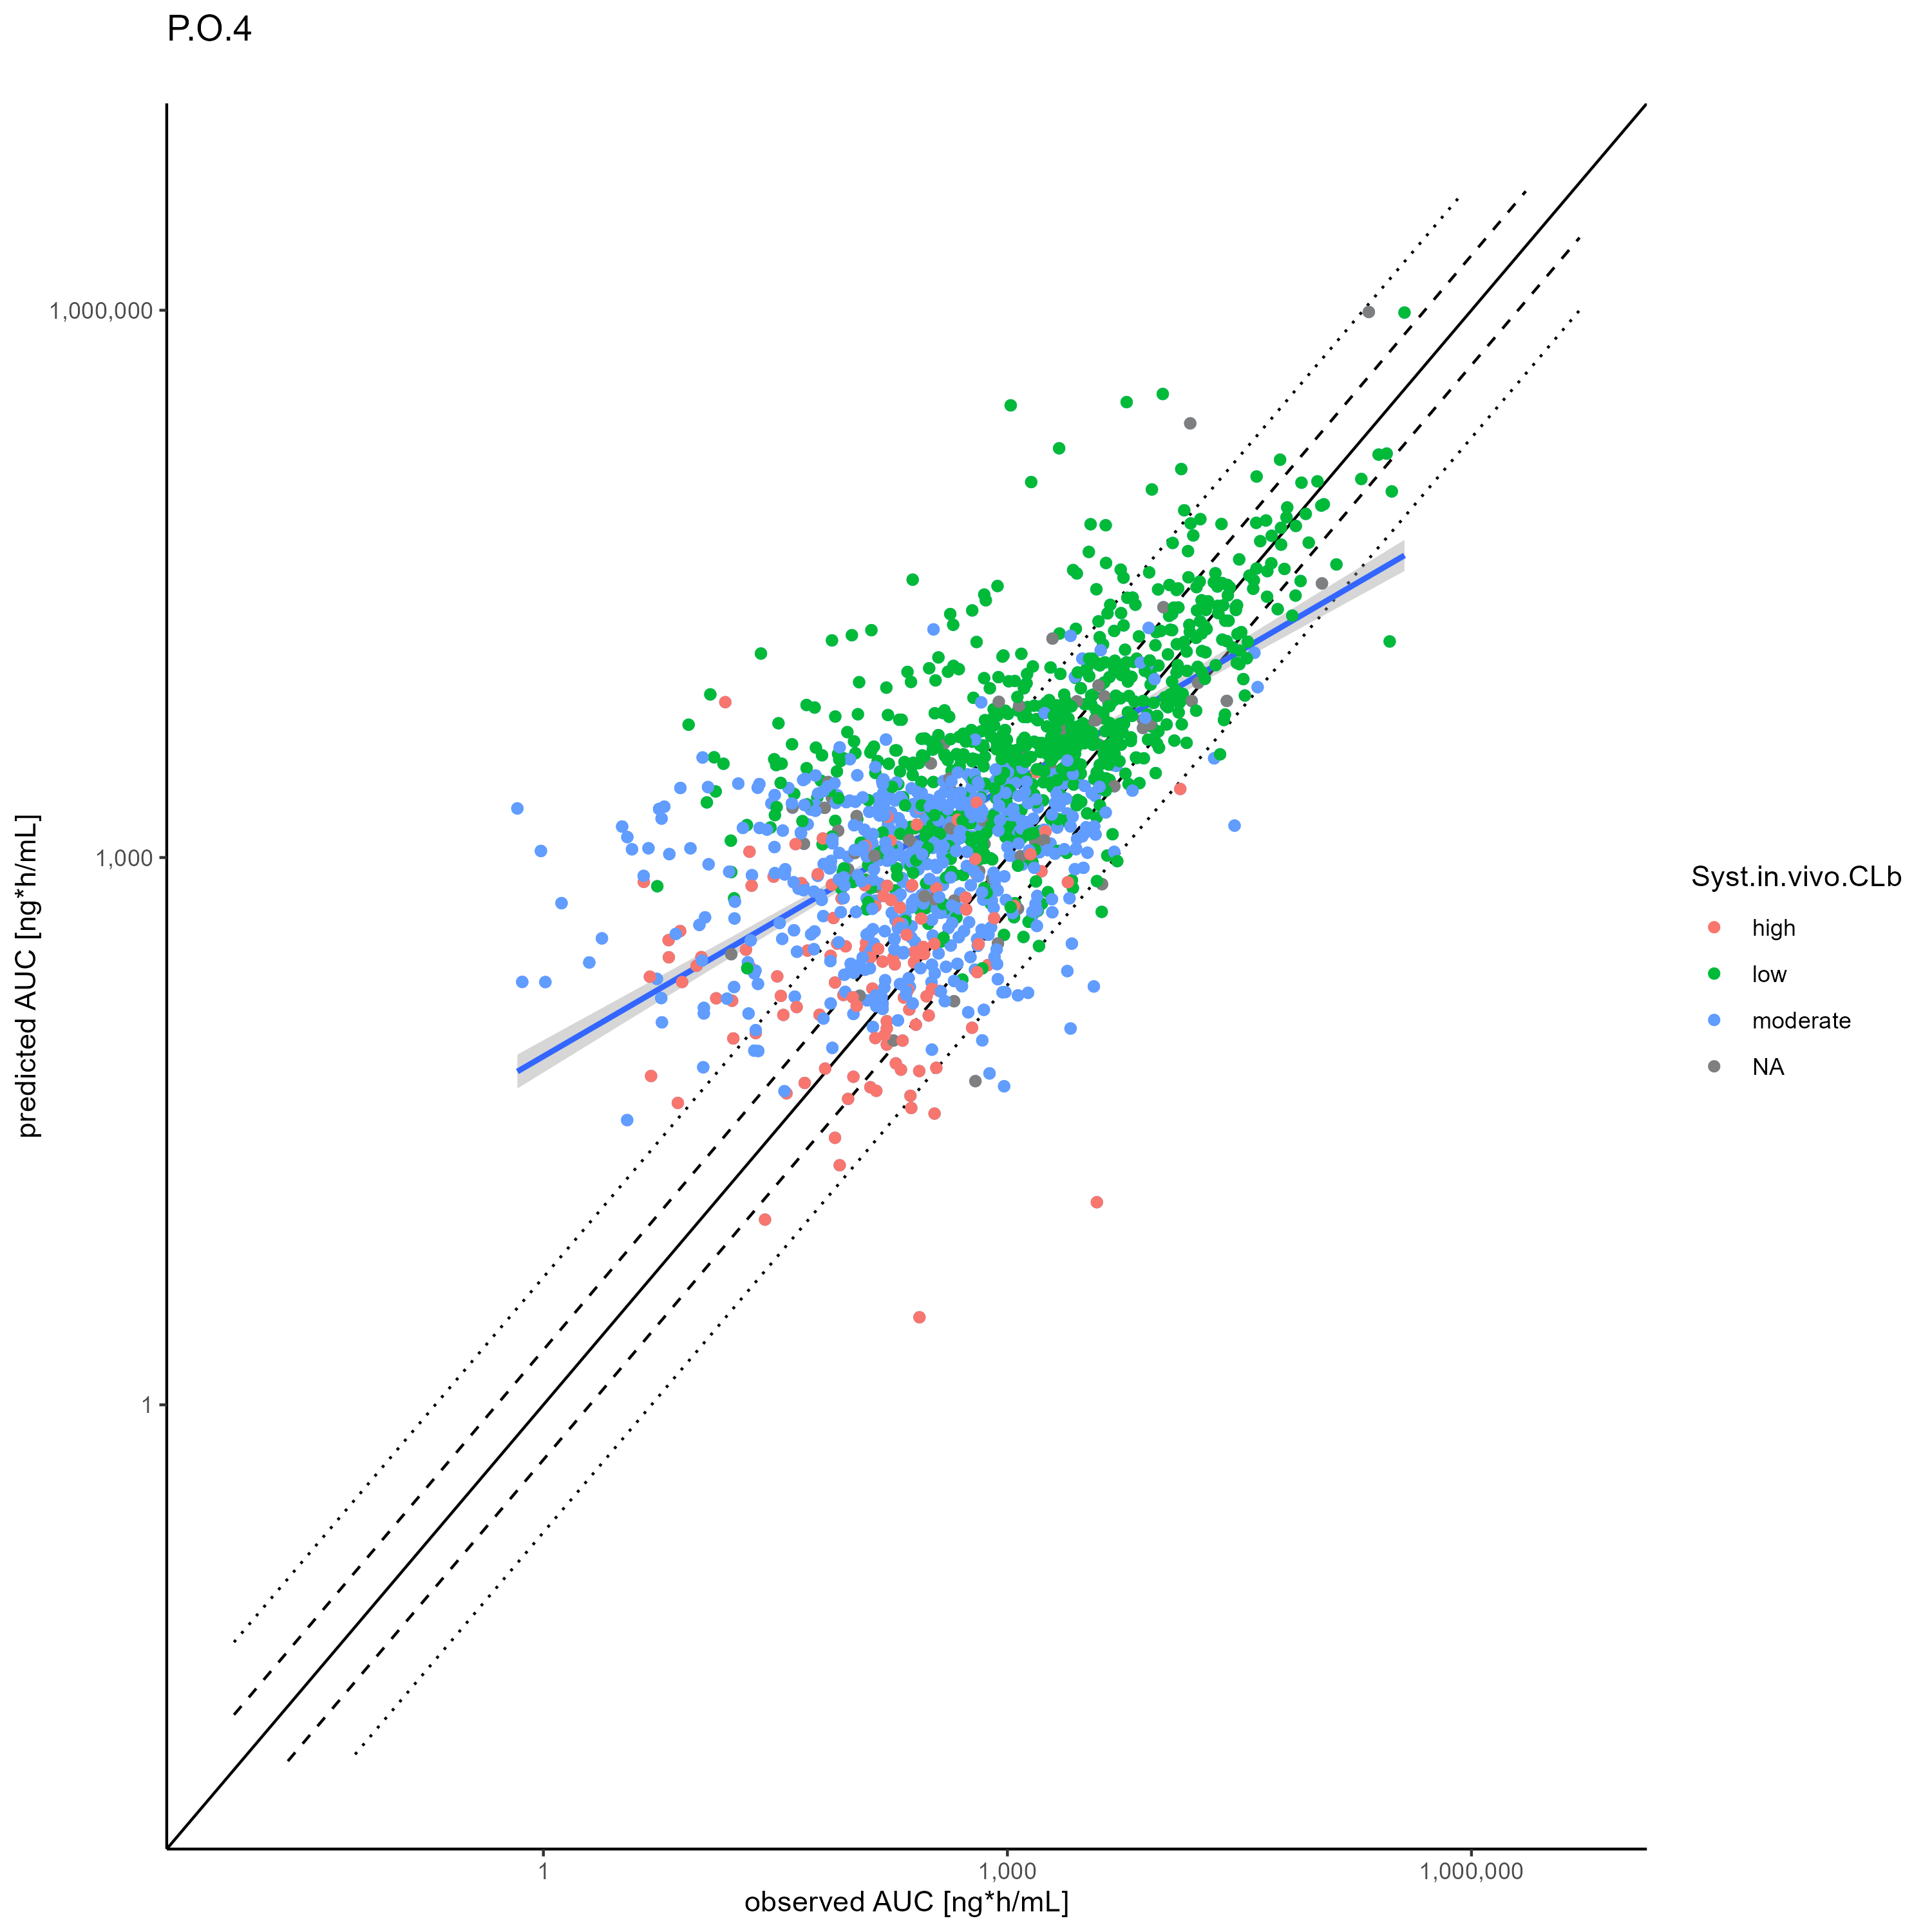 P.O.4
predicted AUC [ng*h/mL]
1,000,000
1,000
1
1
1,000
1,000,000
observed AUC [ng*h/mL]
Syst.in.vivo.CLb
high
low
moderate
NA